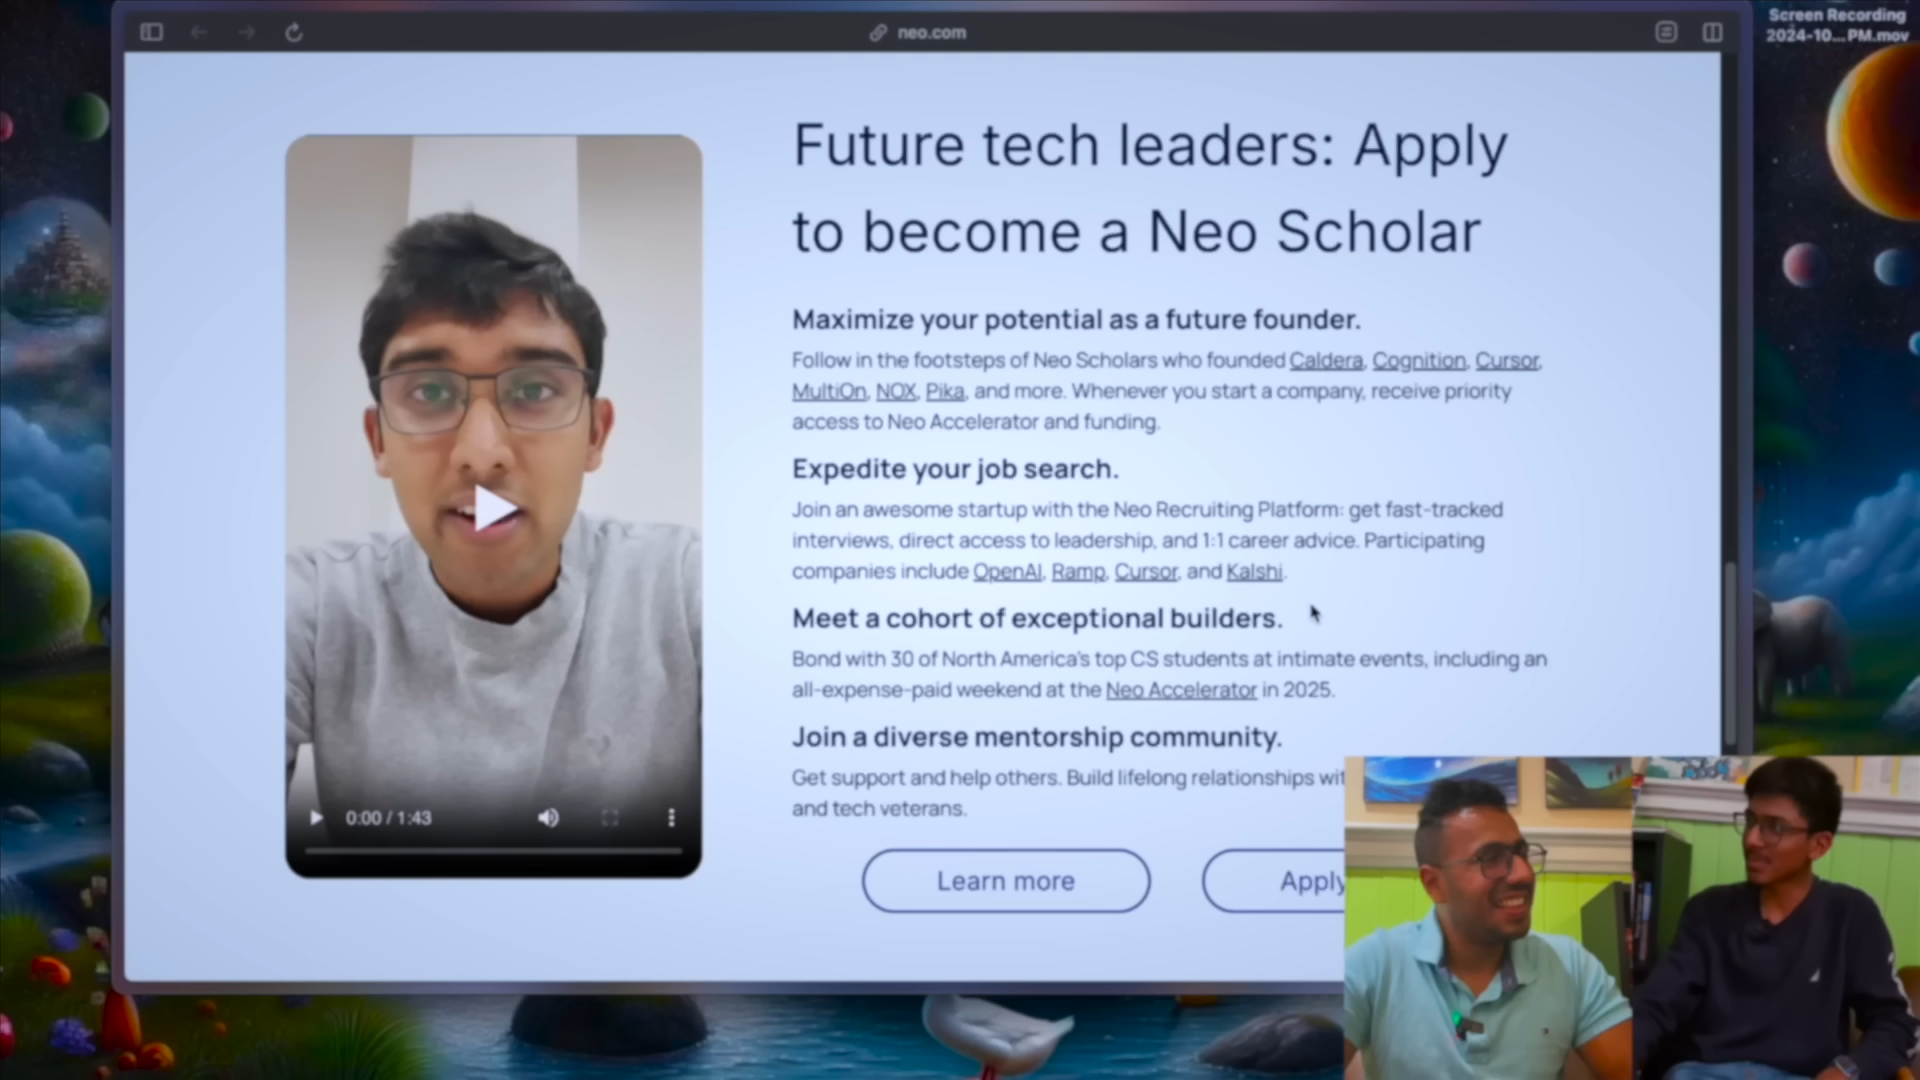 Screen Recording
2024-10...PM.mov
neo.com
Future tech leaders: Apply
to become a Neo Scholar
Maximize your potential as a future founder.
Follow in the footsteps of Neo Scholars who founded Caldera, Cognition, Cursor,
MultiOn, NOX, Pika, and more. Whenever you start a company, receive priority
access to Neo Accelerator and funding.
Expedite your job search.
Join an awesome startup with the Neo Recruiting Platform: get fast-tracked
interviews, direct access to leadership, and 1:1 career advice. Participating
companies include OpenAI, Ramp, Cursor, and Kalshi.
Meet a cohort of exceptional builders.
Bond with 30 of North America's top CS students at intimate events, including an
all-expense-paid weekend at the Neo Accelerator in 2025.
Join a diverse mentorship community.
Get support and help others. Build lifelong relationships wit
and tech veterans.
0:00 / 1:43
Learn more
Apply